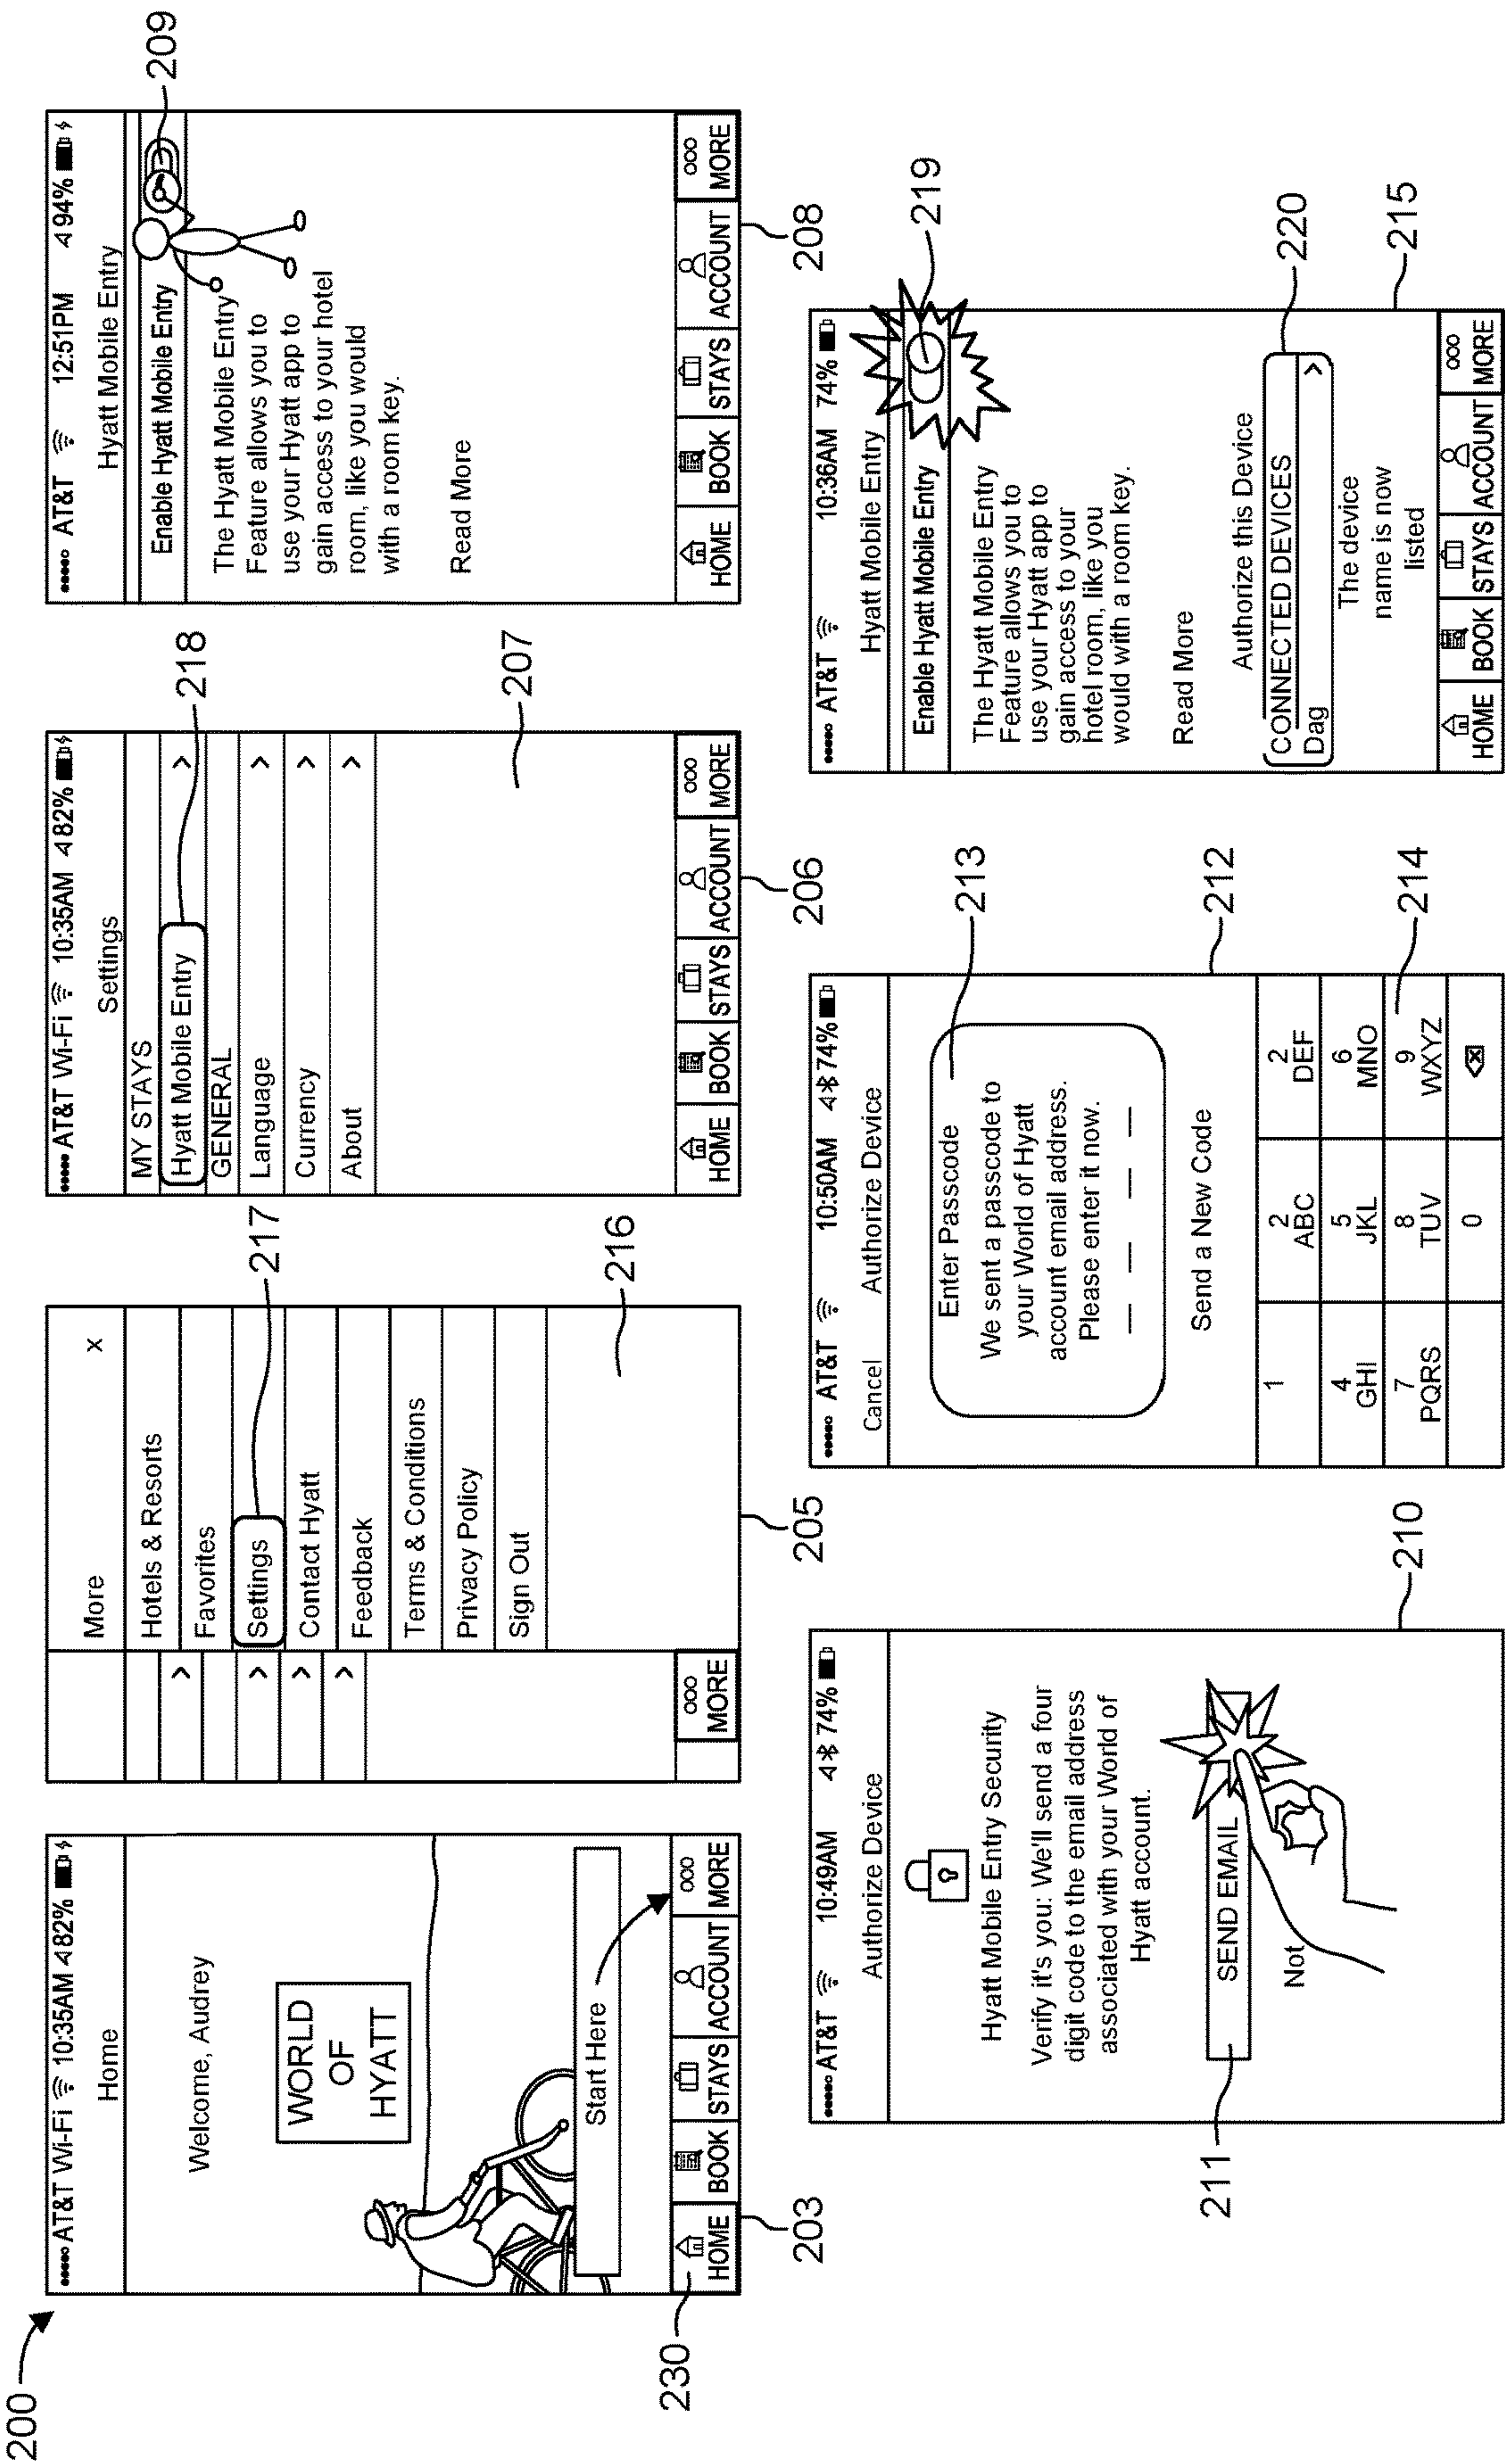 200
AT&T Wi-Fi 10:35AM 82%
Home
Welcome, Audrey
WORLD
OF
HYATT
Start Here
HOME BOOK STAYS ACCOUNT MORE
230
203
More x
Hotels & Resorts
Favorites
Settings
Contact Hyatt
Feedback
Terms & Conditions
Privacy Policy
Sign Out
MORE
217
216
205
AT&T Wi-Fi 10:35AM 82%
Settings
MY STAYS
Hyatt Mobile Entry >
GENERAL
Language >
Currency >
About >
HOME BOOK STAYS ACCOUNT MORE
218
207
206
AT&T 12:51PM 94%
Hyatt Mobile Entry
Enable Hyatt Mobile Entry
The Hyatt Mobile Entry
Feature allows you to
use your Hyatt app to
gain access to your hotel
room, like you would
with a room key.
Read More
HOME BOOK STAYS ACCOUNT MORE
209
208
AT&T 10:49AM 74%
Authorize Device
Hyatt Mobile Entry Security
Verify it's you: We'll send a four
digit code to the email address
associated with your World of
Hyatt account.
SEND EMAIL
Not
211
210
AT&T 10:50AM 74%
Cancel Authorize Device
Enter Passcode
We sent a passcode to
your World of Hyatt
account email address.
Please enter it now.
— — — —
Send a New Code
1 2 2
ABC DEF
4 5 6
GHI JKL MNO
7 8 9
PQRS TUV WXYZ
0
213
212
214
AT&T 10:36AM 74%
Hyatt Mobile Entry
Enable Hyatt Mobile Entry
The Hyatt Mobile Entry
Feature allows you to
use your Hyatt app to
gain access to your
hotel room, like you
would with a room key.
Read More
Authorize this Device
CONNECTED DEVICES
Dag >
The device
name is now
listed
HOME BOOK STAYS ACCOUNT MORE
219
220
215